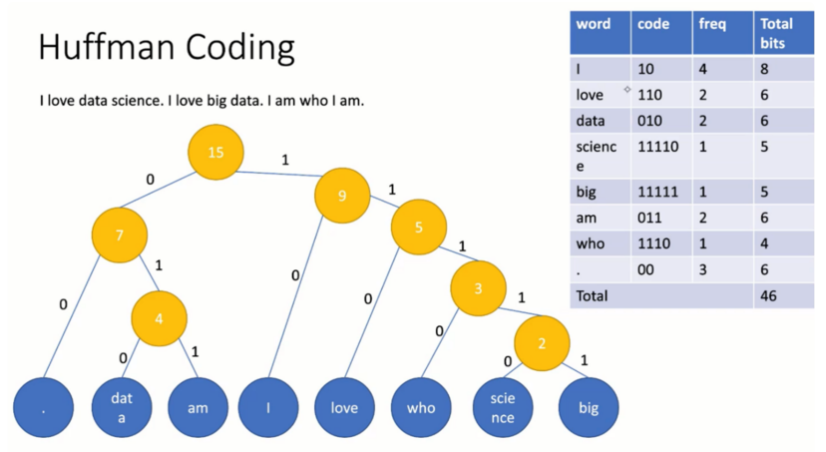 Huffman Coding
I love data science. I love big data. I am who I am.
word code freq Total
bits
I 10 4 8
love 110 2 6
data 010 2 6
scienc 11110 1 5
e
big 11111 1 5
am 011 2 6
who 1110 1 4
. 00 3 6
Total 46
15
0 1
9
1
7
5
1
1
0
0
0
3
1
4
0
2
0 1
0 1
. dat
a
am I love who scie
nce
big